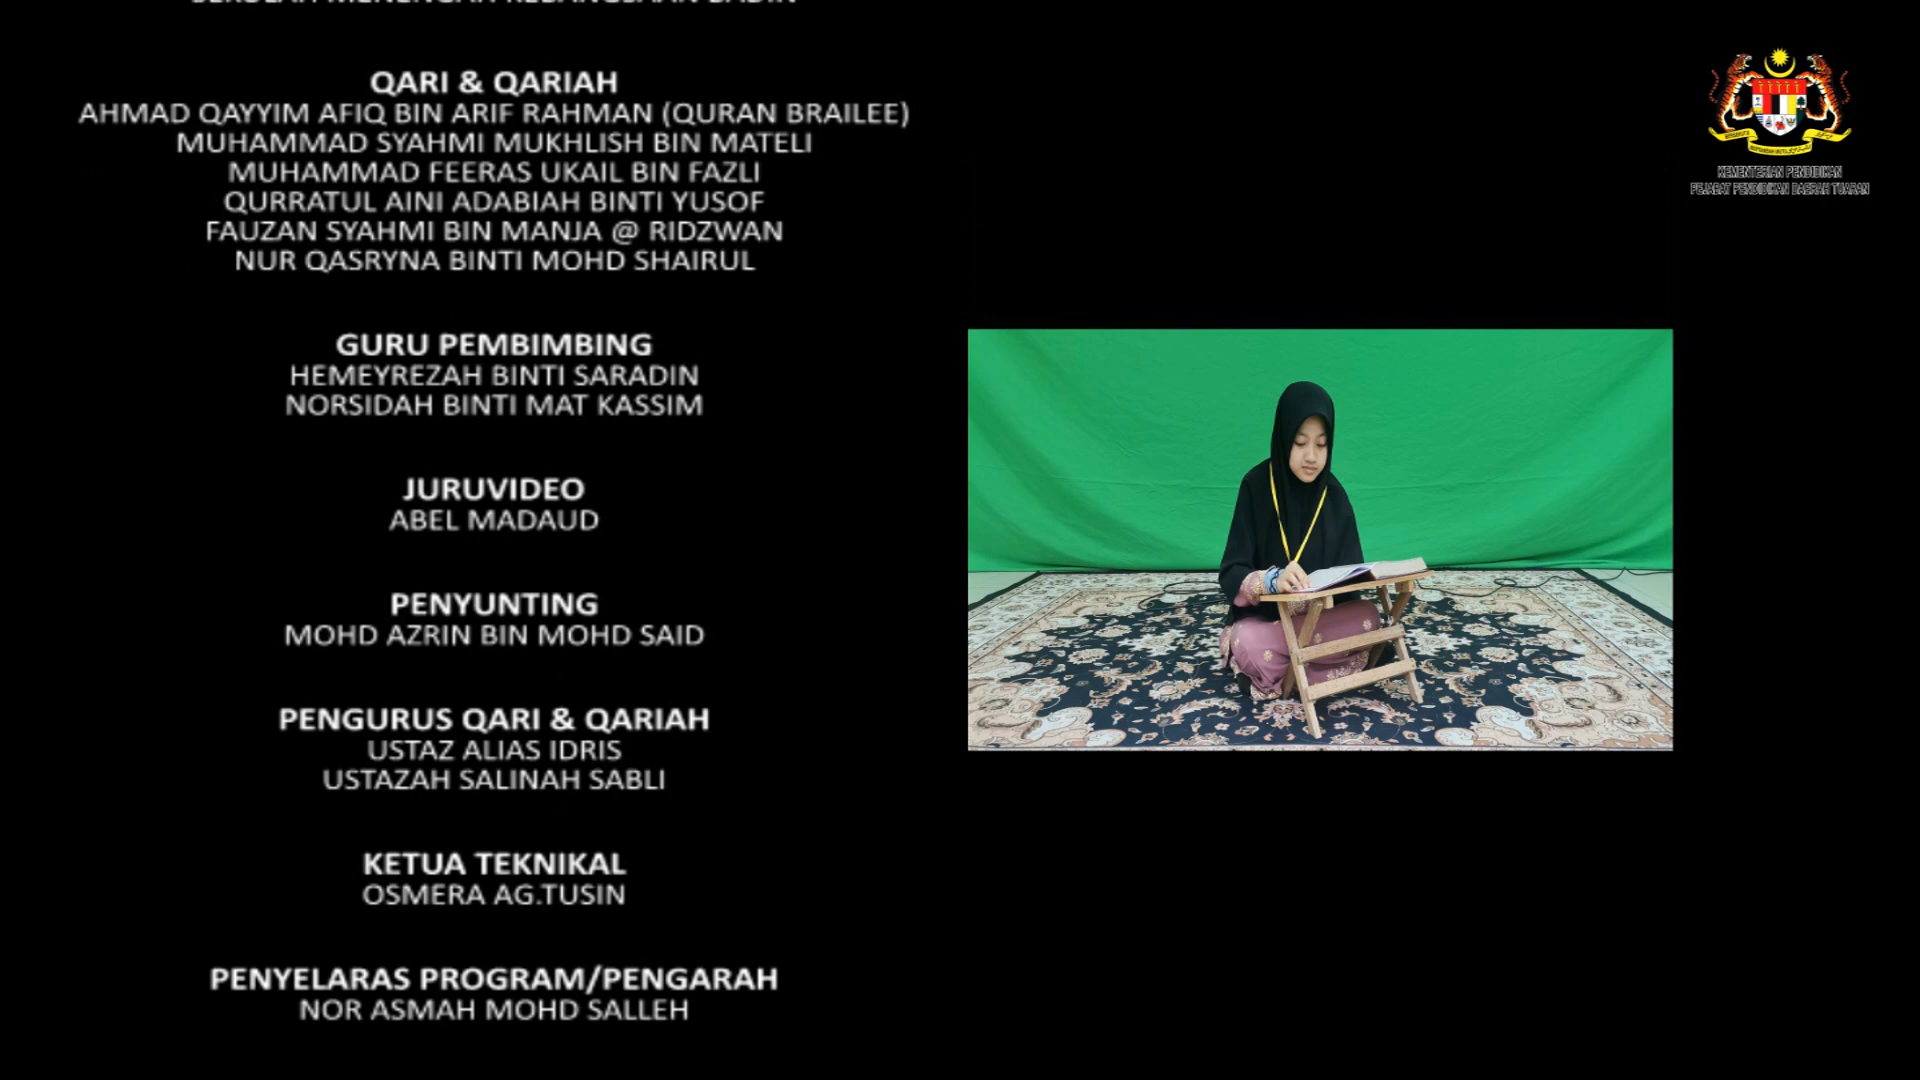 SEKOLAH MENENGAH KEBANGSAAN BADIN
QARI & QARIAH
AHMAD QAYYIM AFIQ BIN ARIF RAHMAN (QURAN BRAILEE)
MUHAMMAD SYAHMI MUKHLISH BIN MATELI
MUHAMMAD FEERAS UKAIL BIN FAZLI
QURRATUL AINI ADABIAH BINTI YUSOF
FAUZAN SYAHMI BIN MANJA @ RIDZWAN
NUR QASRYNA BINTI MOHD SHAIRUL
GURU PEMBIMBING
HEMEYREZAH BINTI SARADIN
NORSIDAH BINTI MAT KASSIM
JURUVIDEO
ABEL MADAUD
PENYUNTING
MOHD AZRIN BIN MOHD SAID
PENGURUS QARI & QARIAH
USTAZ ALIAS IDRIS
USTAZAH SALINAH SABLI
KETUA TEKNIKAL
OSMERA AG.TUSIN
PENYELARAS PROGRAM/PENGARAH
NOR ASMAH MOHD SALLEH
KEMENTERIAN PENDIDIKAN
PEJABAT PENDIDIKAN DAERAH TUARAN